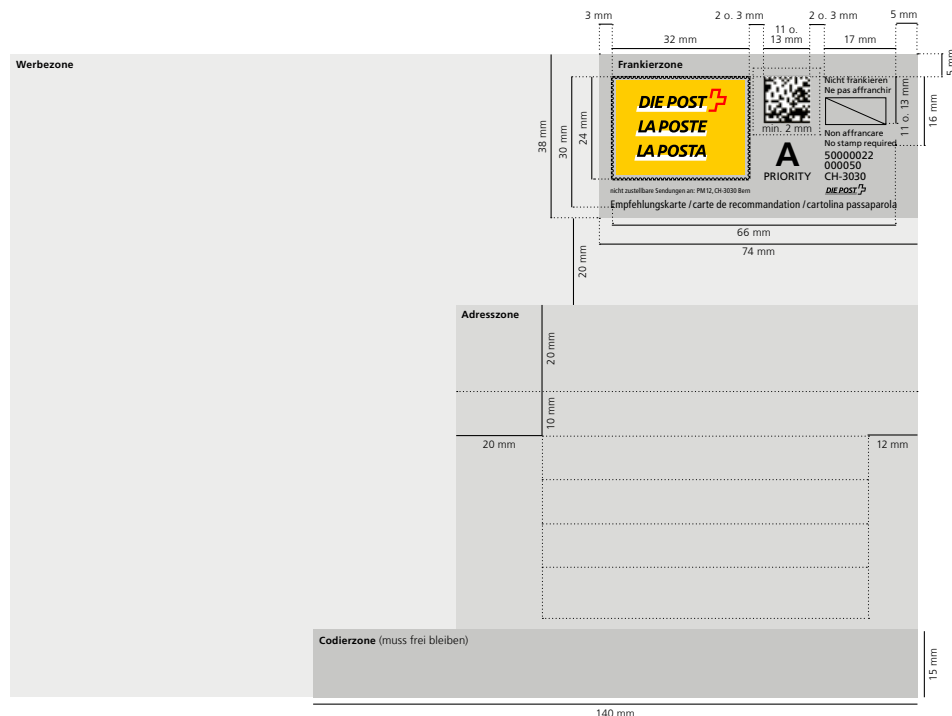 3 mm
2 o. 3 mm
11 o.
13 mm
2 o. 3 mm
5 mm
32 mm
17 mm
Werbezone
Frankierzone
5 mm
38 mm
30 mm
24 mm
DIE POST
LA POSTE
LA POSTA
min. 2 mm
A
PRIORITY
Nicht frankieren
Ne pas affranchir
Non affrancare
No stamp required
50000022
000050
CH-3030
DIE POST
11 o. 13 mm
16 mm
nicht zustellbare Sendungen an: PM12, CH-3030 Bern
Empfehlungskarte / carte de recommandation / cartolina passaparola
66 mm
74 mm
20 mm
Adresszone
20 mm
10 mm
20 mm
12 mm
Codierzone (muss frei bleiben)
15 mm
140 mm